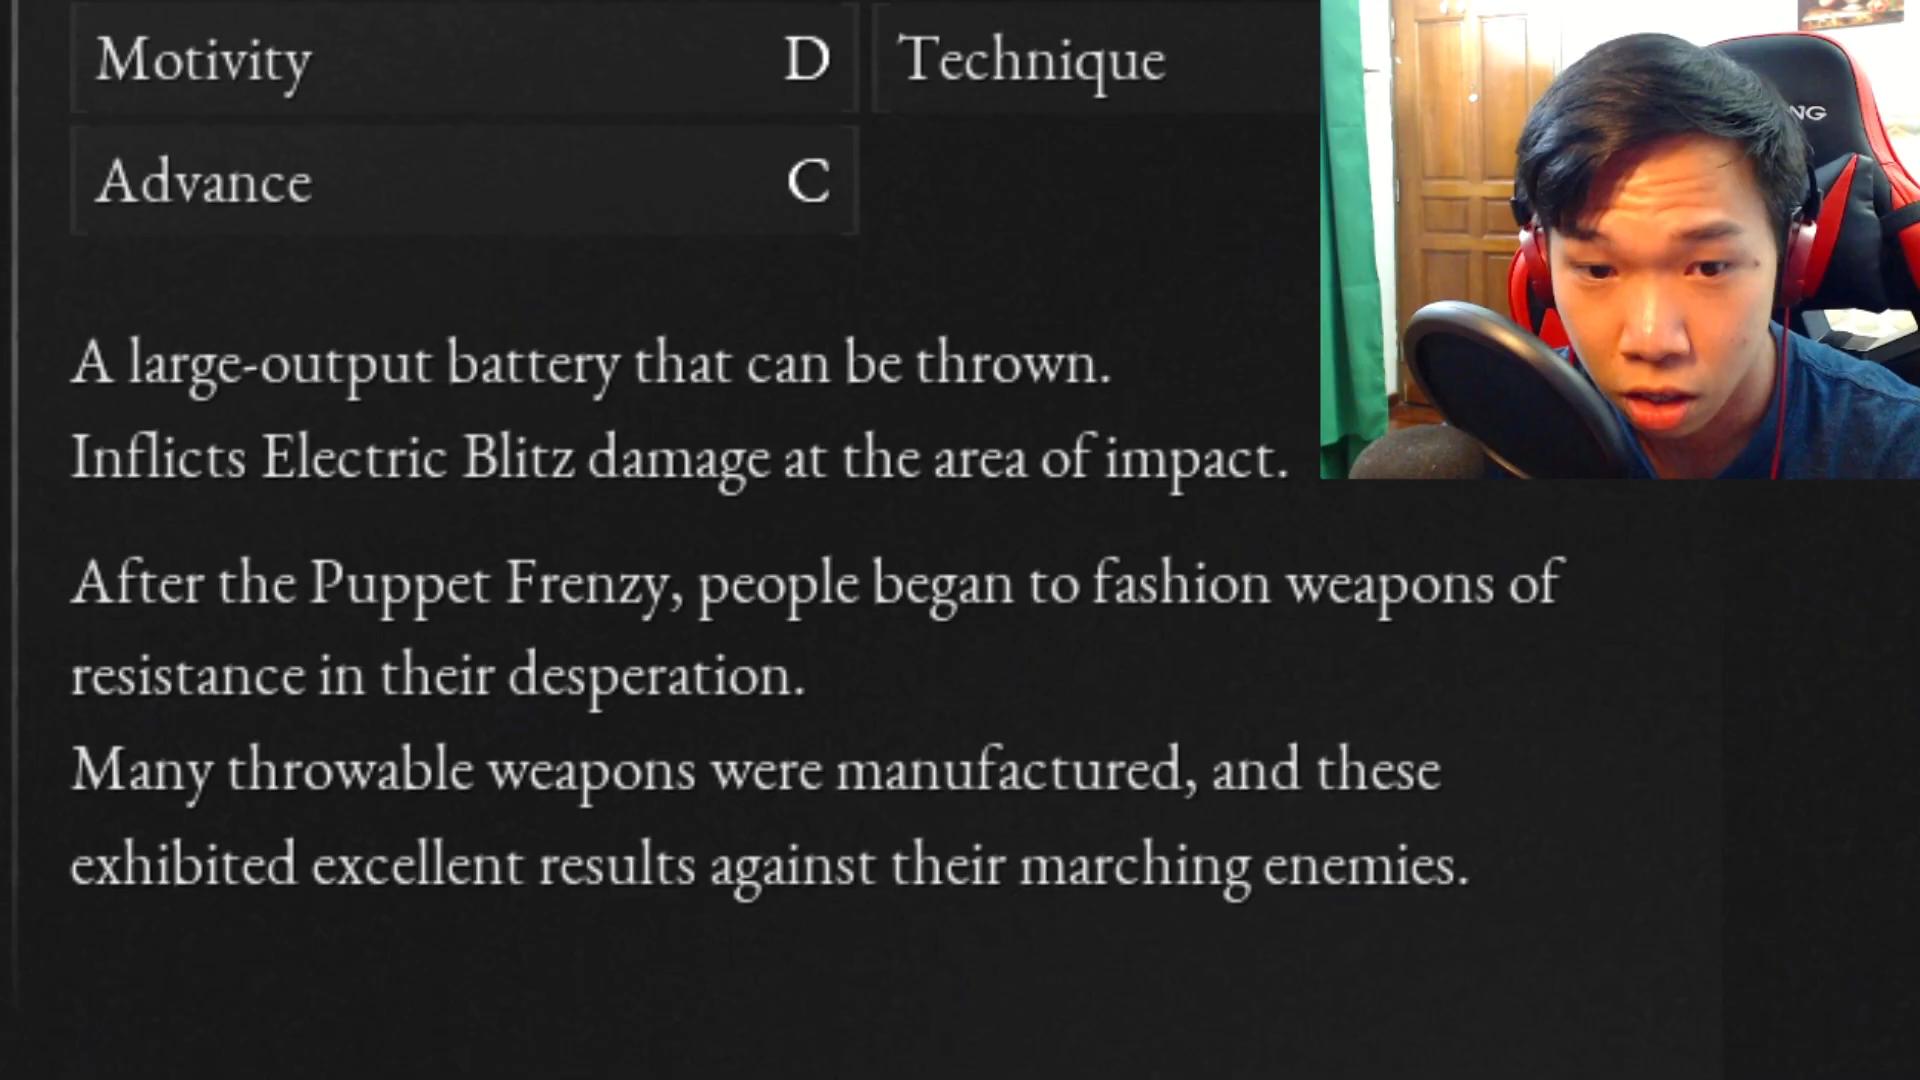 Motivity D Technique
Advance C
NG
A large-output battery that can be thrown.
Inflicts Electric Blitz damage at the area of impact.
After the Puppet Frenzy, people began to fashion weapons of
resistance in their desperation.
Many throwable weapons were manufactured, and these
exhibited excellent results against their marching enemies.